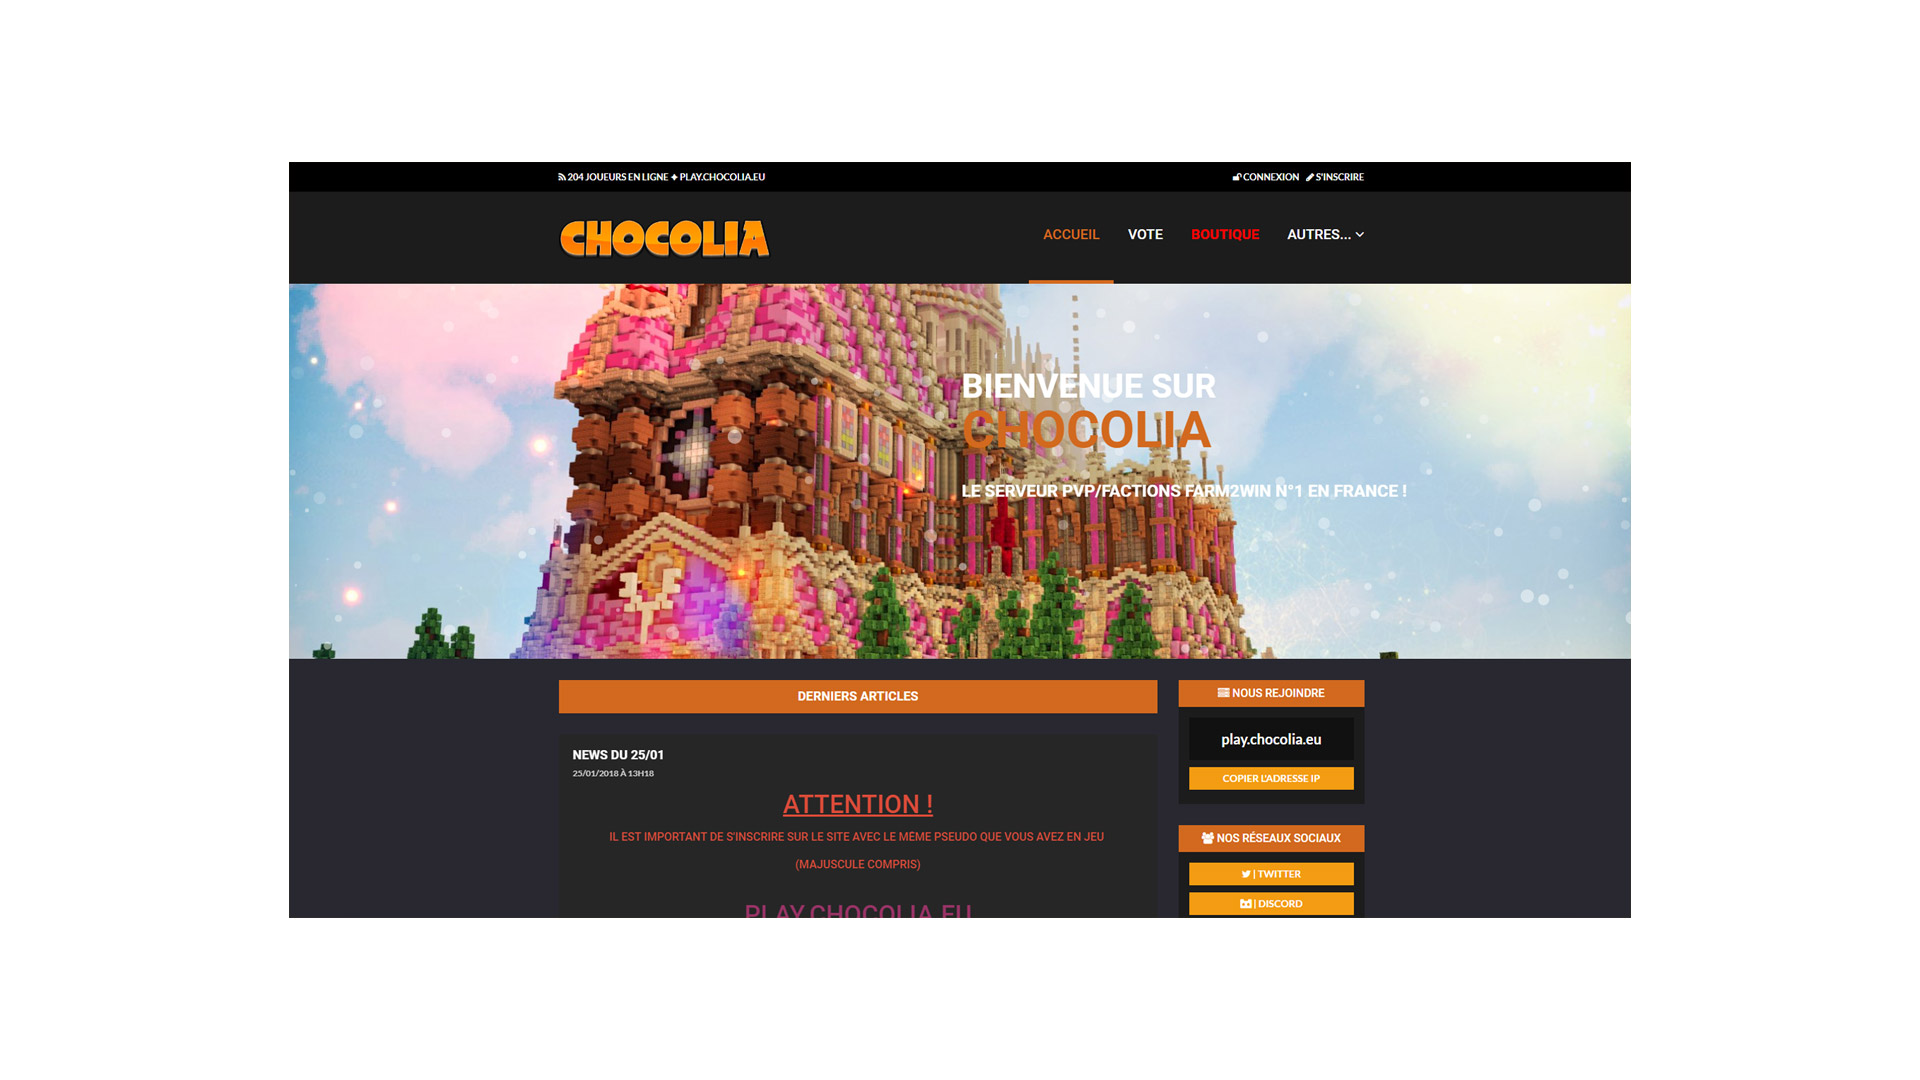 204 JOUEURS EN LIGNE ✦ PLAY.CHOCOLIA.EU
CONNEXION S'INSCRIRE
CHOCOLIA
ACCUEIL VOTE BOUTIQUE AUTRES...
BIENVENUE SUR
CHOCOLIA
LE SERVEUR PVP/FACTIONS FARM2WIN N°1 EN FRANCE !
DERNIERS ARTICLES
NEWS DU 25/01
25/01/2018 À 13H18
ATTENTION !
IL EST IMPORTANT DE S'INSCRIRE SUR LE SITE AVEC LE MÊME PSEUDO QUE VOUS AVEZ EN JEU
(MAJUSCULE COMPRIS)
PLAY.CHOCOLIA.EU
NOUS REJOINDRE
play.chocolia.eu
COPIER L'ADRESSE IP
NOS RÉSEAUX SOCIAUX
| TWITTER
| DISCORD